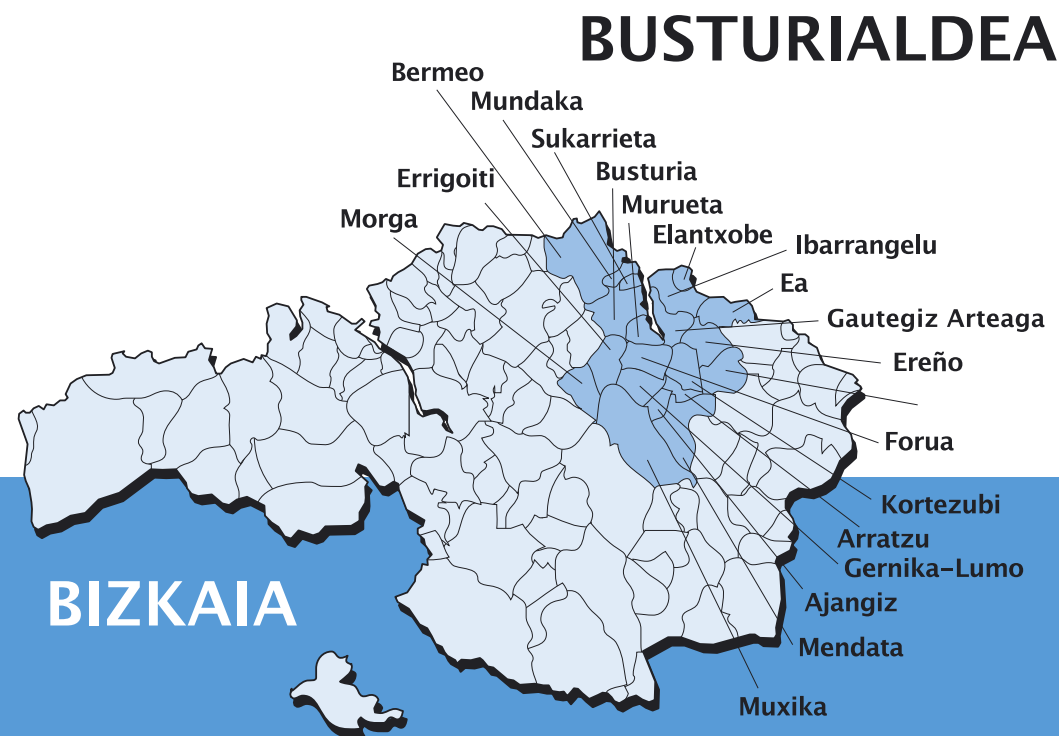 BUSTURIALDEA
Bermeo
Mundaka
Sukarrieta
Errigoiti
Busturia
Morga
Murueta
Elantxobe
Ibarrangelu
Ea
Gautegiz Arteaga
Ereño
Forua
Kortezubi
Arratzu
Gernika-Lumo
BIZKAIA
Ajangiz
Mendata
Muxika